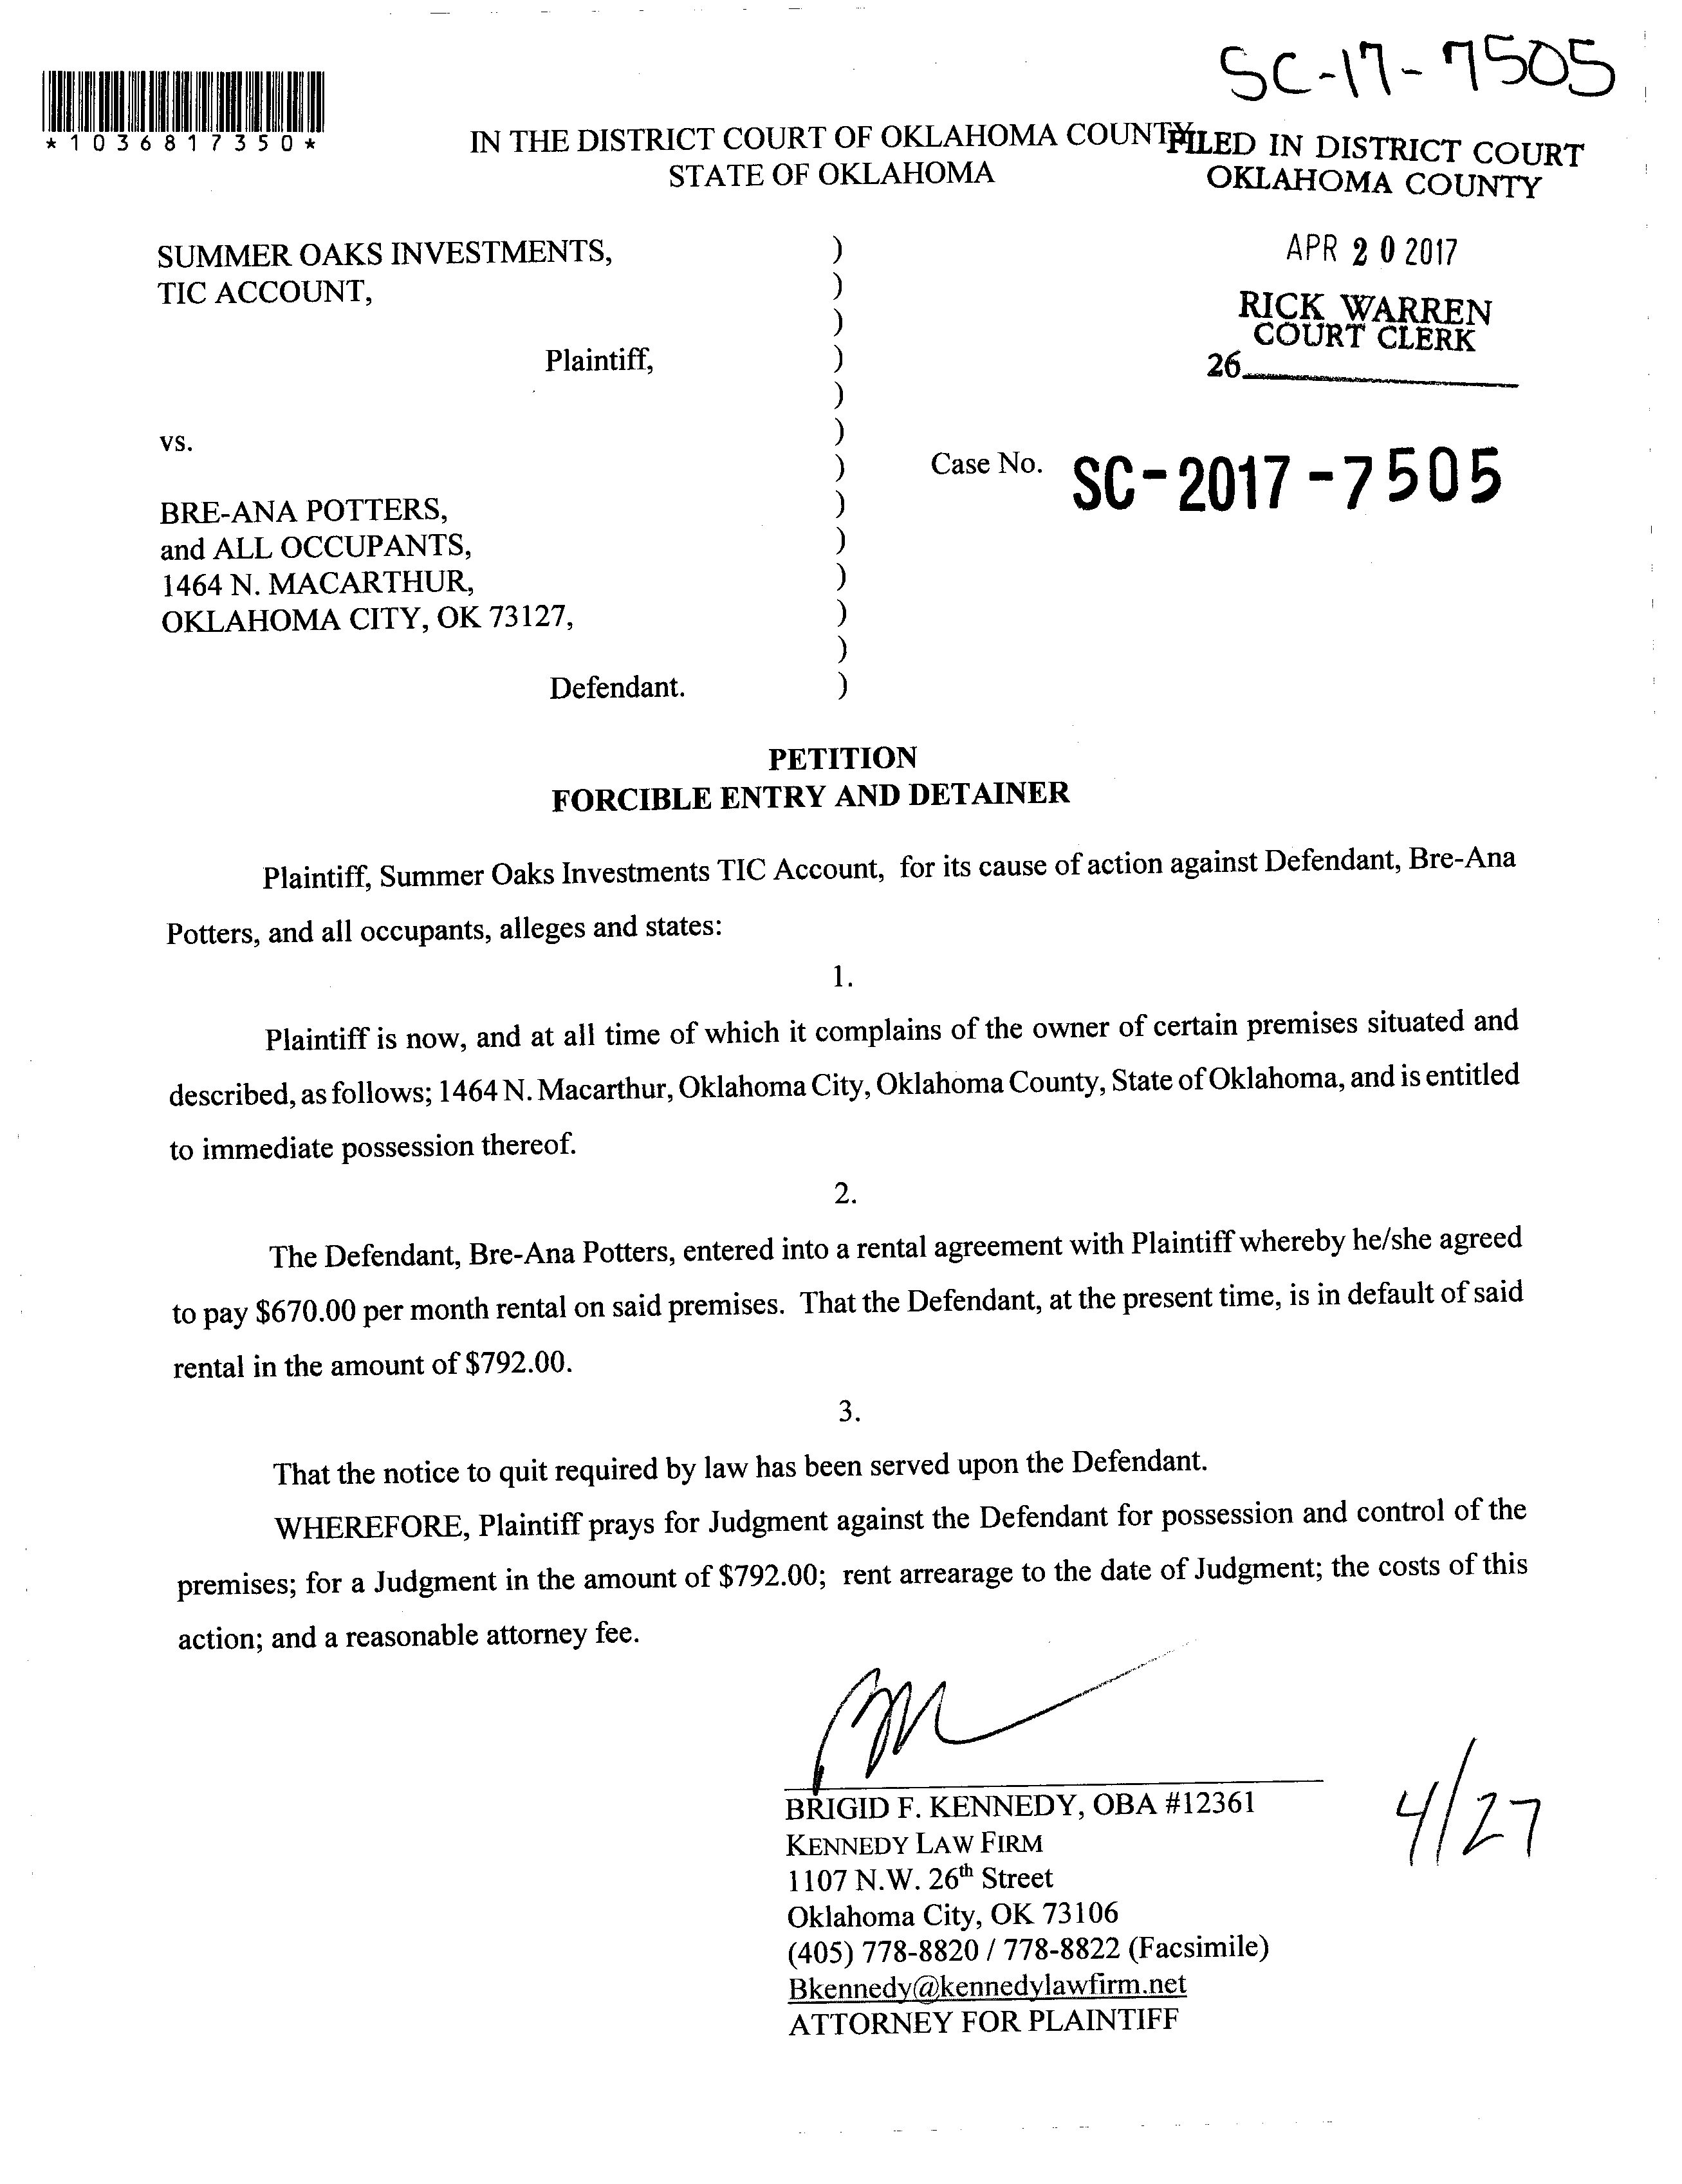 SC-17-7505
*1036817350*
IN THE DISTRICT COURT OF OKLAHOMA COUNTY
STATE OF OKLAHOMA
FILED IN DISTRICT COURT
OKLAHOMA COUNTY
APR 20 2017
RICK WARREN
COURT CLERK
26
SUMMER OAKS INVESTMENTS, )
TIC ACCOUNT, )
)
Plaintiff, )
)
vs. )
) Case No. SC-2017-7505
BRE-ANA POTTERS, )
and ALL OCCUPANTS, )
1464 N. MACARTHUR, )
OKLAHOMA CITY, OK 73127, )
)
Defendant. )
PETITION
FORCIBLE ENTRY AND DETAINER
Plaintiff, Summer Oaks Investments TIC Account, for its cause of action against Defendant, Bre-Ana
Potters, and all occupants, alleges and states:
1.
Plaintiff is now, and at all time of which it complains of the owner of certain premises situated and
described, as follows; 1464 N. Macarthur, Oklahoma City, Oklahoma County, State of Oklahoma, and is entitled
to immediate possession thereof.
2.
The Defendant, Bre-Ana Potters, entered into a rental agreement with Plaintiff whereby he/she agreed
to pay $670.00 per month rental on said premises. That the Defendant, at the present time, is in default of said
rental in the amount of $792.00.
3.
That the notice to quit required by law has been served upon the Defendant.
WHEREFORE, Plaintiff prays for Judgment against the Defendant for possession and control of the
premises; for a Judgment in the amount of $792.00; rent arrearage to the date of Judgment; the costs of this
action; and a reasonable attorney fee.
BRIGID F. KENNEDY, OBA #12361
KENNEDY LAW FIRM
1107 N.W. 26th Street
Oklahoma City, OK 73106
(405) 778-8820 / 778-8822 (Facsimile)
Bkennedy@kennedylawfirm.net
ATTORNEY FOR PLAINTIFF
4/27